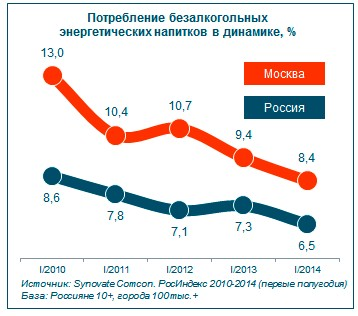 Потребление безалкогольных
энергетических напитков в динамике, %
13,0
Москва
10,4
10,7
Россия
9,4
8,4
8,6
7,8
7,1
7,3
6,5
I/2010
I/2011
I/2012
I/2013
I/2014
Источник: Synovate Comcon. РосИндекс 2010-2014 (первые полугодия)
База: Россияне 10+, города 100тыс.+